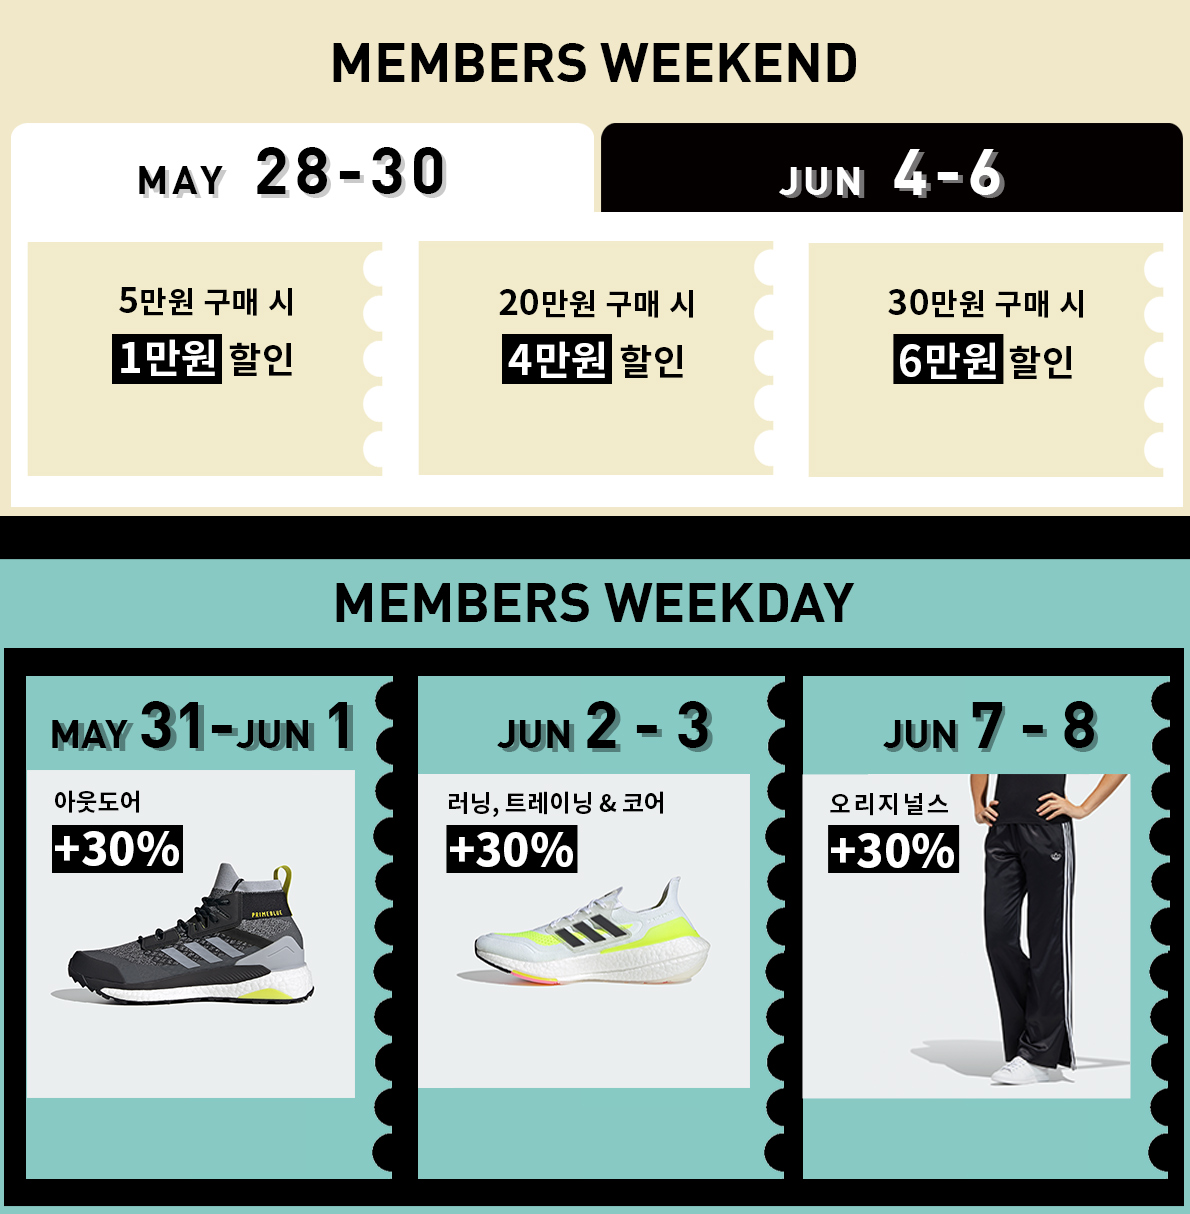 MEMBERS WEEKEND
MAY 28-30
JUN 4-6
5만원 구매 시
1만원 할인
20만원 구매 시
4만원 할인
30만원 구매 시
6만원 할인
MEMBERS WEEKDAY
MAY 31-JUN 1
아웃도어
+30%
PRIMEBLUE
JUN 2 - 3
러닝, 트레이닝 & 코어
+30%
JUN 7 - 8
오리지널스
+30%